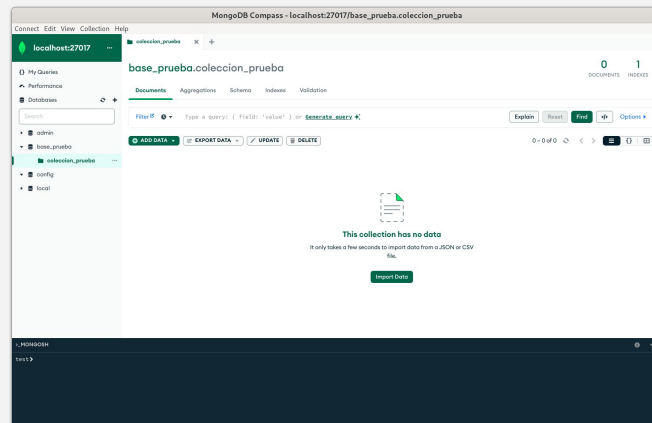 MongoDB Compass - localhost:27017/base_prueba.coleccion_prueba
Connect Edit View Collection Help
localhost:27017 ...
coleccion_prueba × +
{} My Queries
Performance
Databases
Search
admin
base_prueba
coleccion_prueba ...
config
local
base_prueba.coleccion_prueba
0 DOCUMENTS
1 INDEXES
Documents Aggregations Schema Indexes Validation
Filter Type a query: { field: 'value' } or Generate query Explain Reset Find </> Options
ADD DATA EXPORT DATA UPDATE DELETE 0 – 0 of 0 {}
This collection has no data
It only takes a few seconds to import data from a JSON or CSV
file.
Import Data
>_MONGOSH
test>